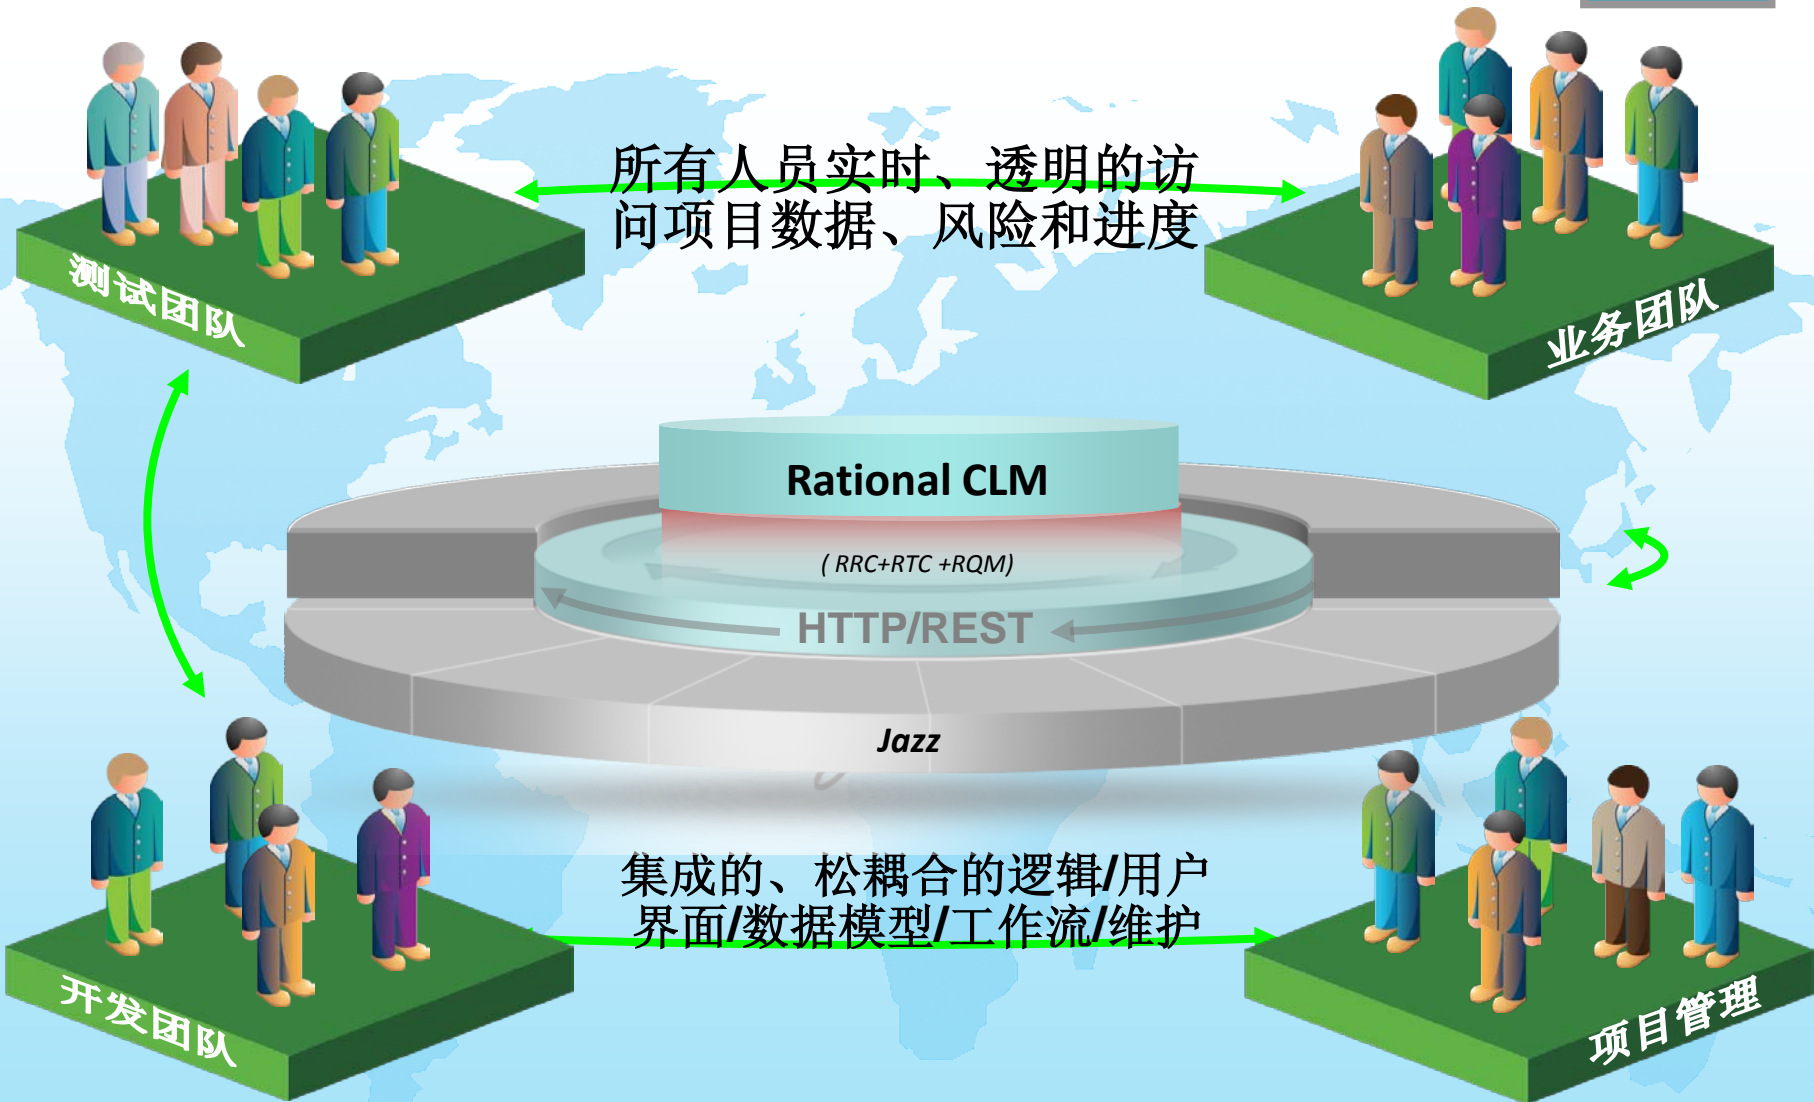 所有人员实时、透明的访
问项目数据、风险和进度
测试团队
业务团队
Rational CLM
( RRC+RTC +RQM)
HTTP/REST
Jazz
集成的、松耦合的逻辑/用户
界面/数据模型/工作流/维护
开发团队
项目管理